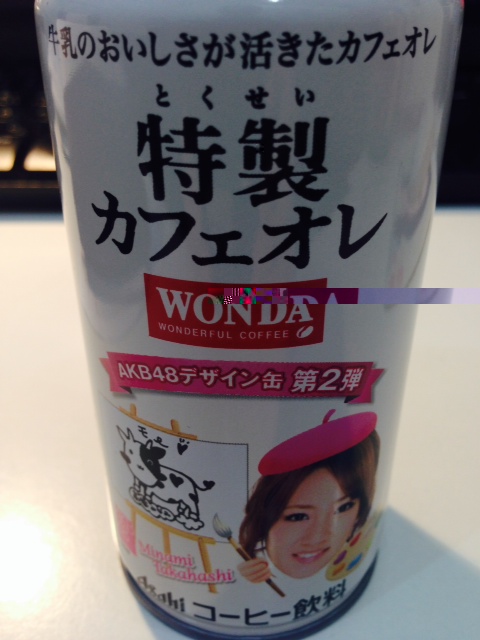 牛乳のおいしさが活きたカフェオレ
とくせい
特製
カフェオレ
WONDA
WONDERFUL COFFEE
AKB48デザイン缶 第2弾
モ〜
Minami
Takahashi
Asahi コーヒー飲料